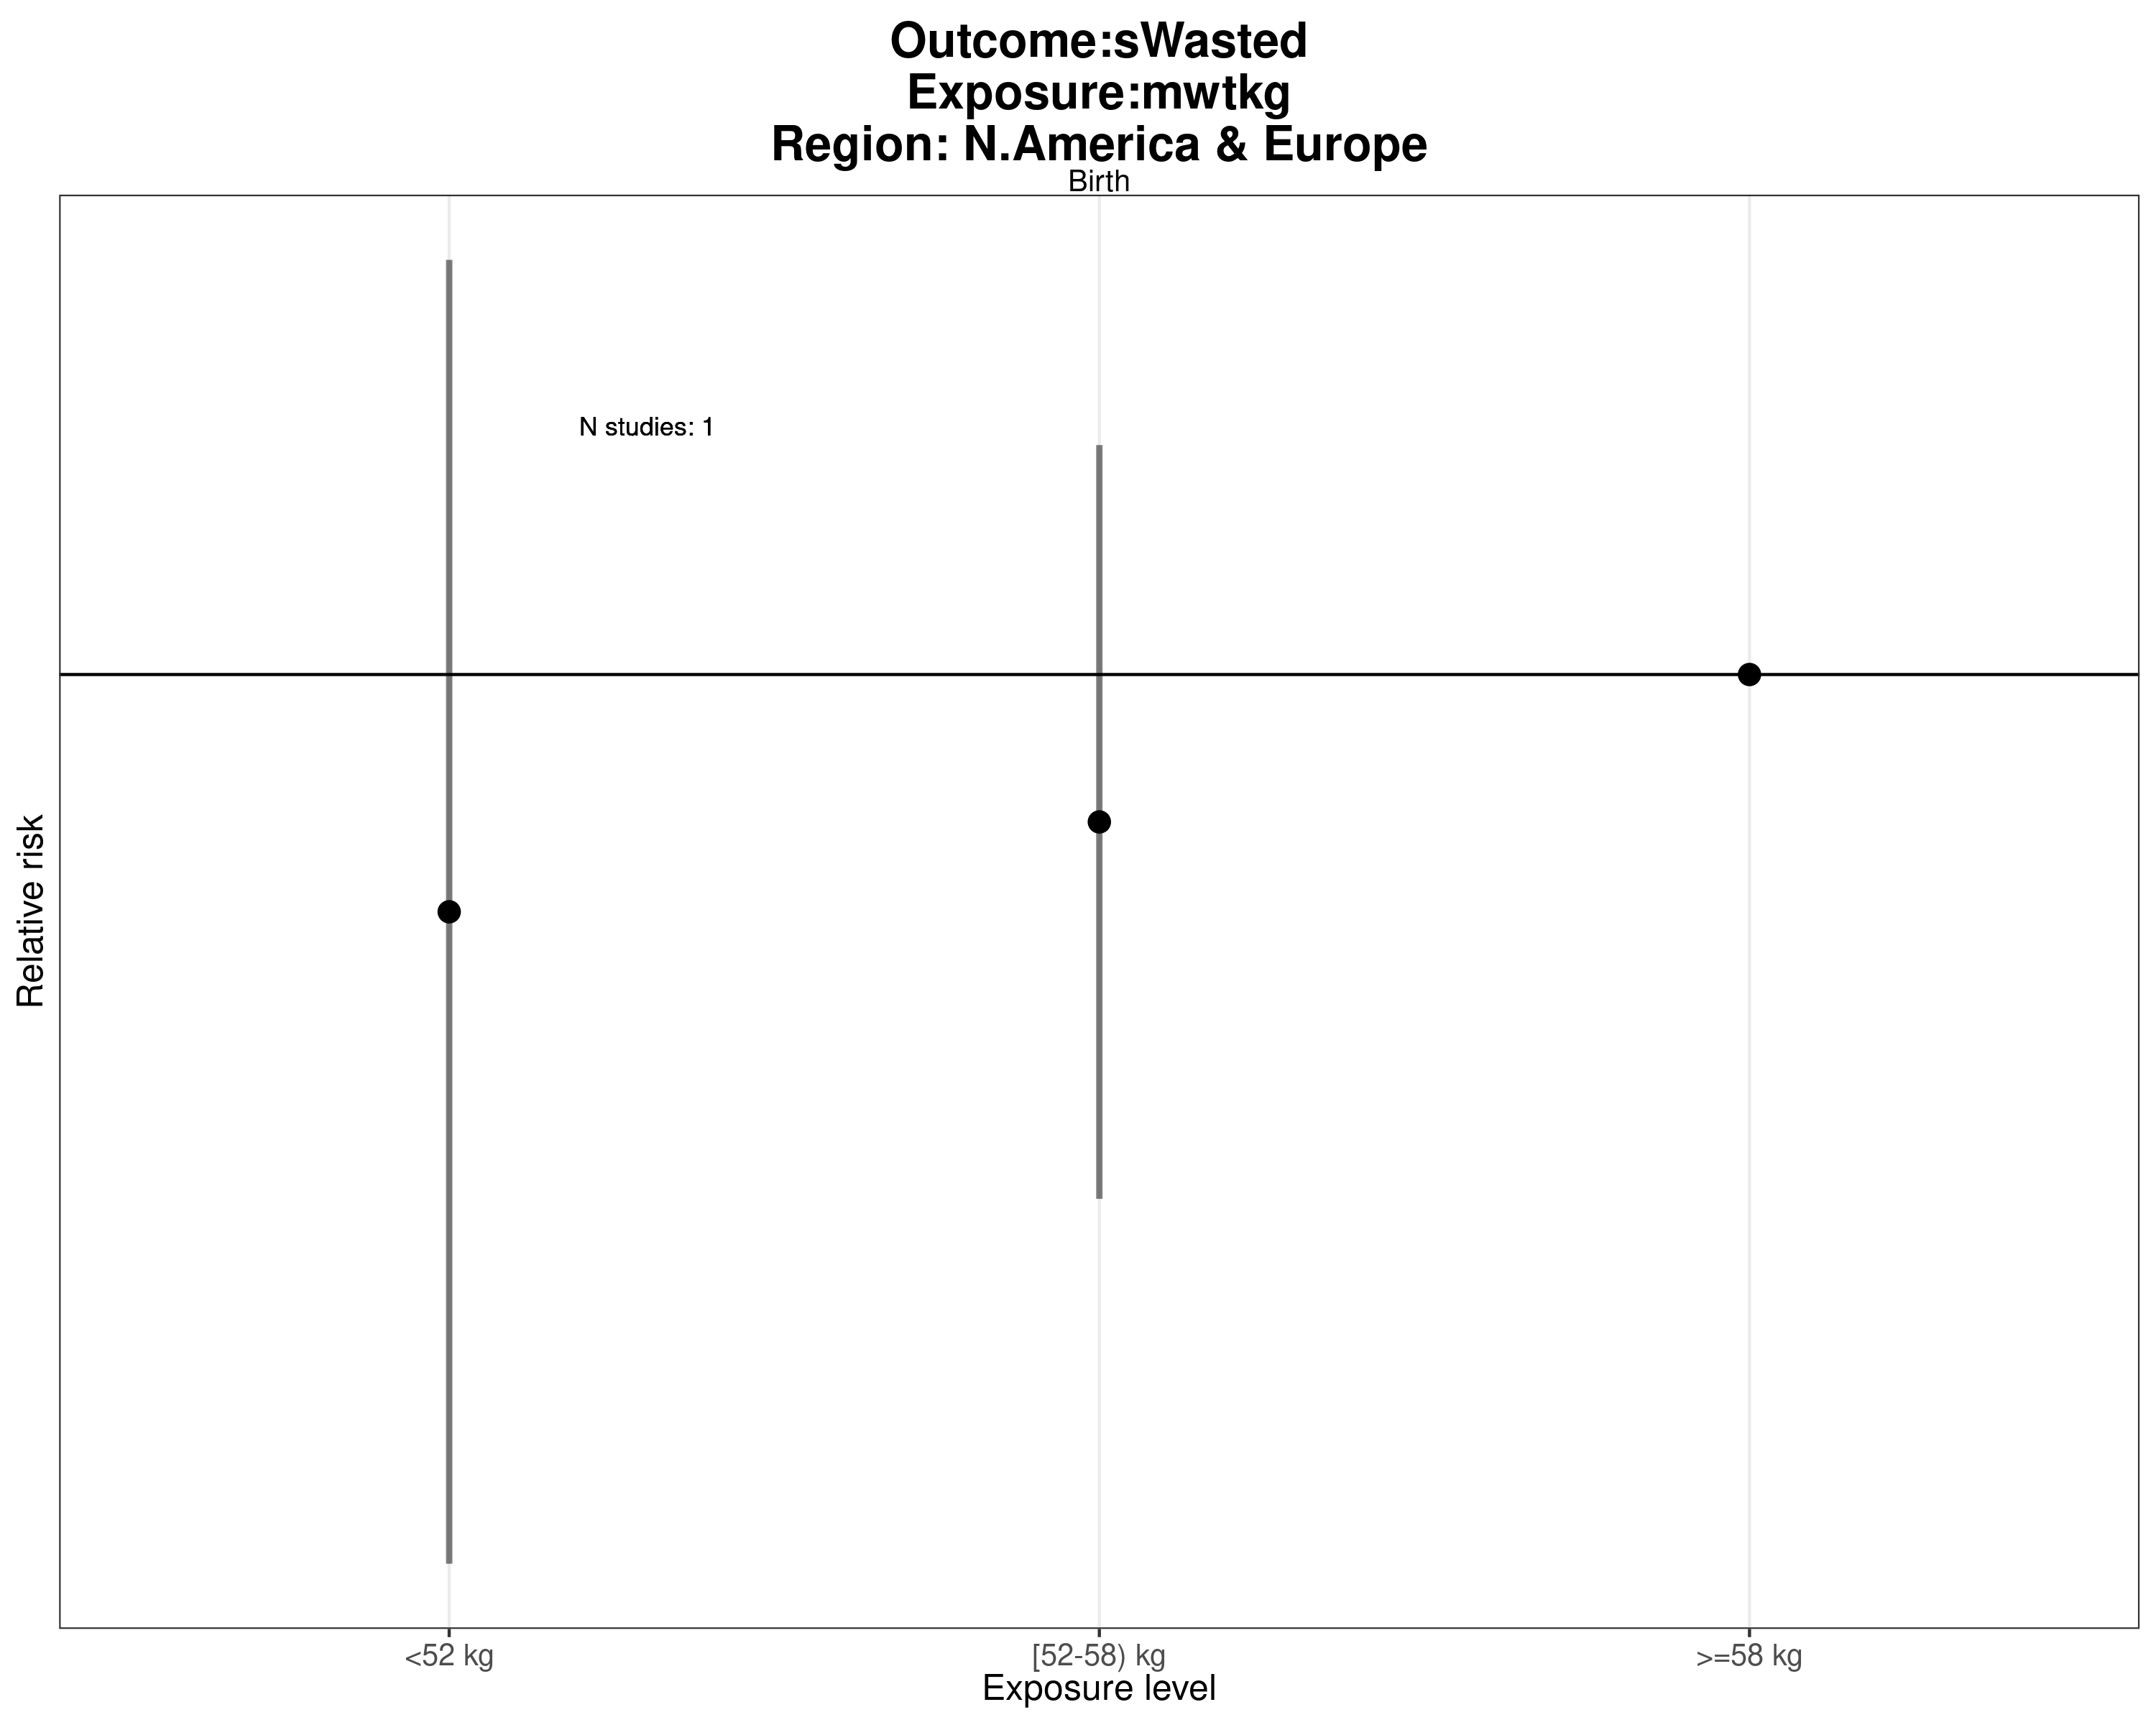 Outcome:sWasted
Exposure:mwtkg
Region: N.America & Europe
Birth
N studies: 1
Relative risk
<52 kg
[52-58) kg
>=58 kg
Exposure level